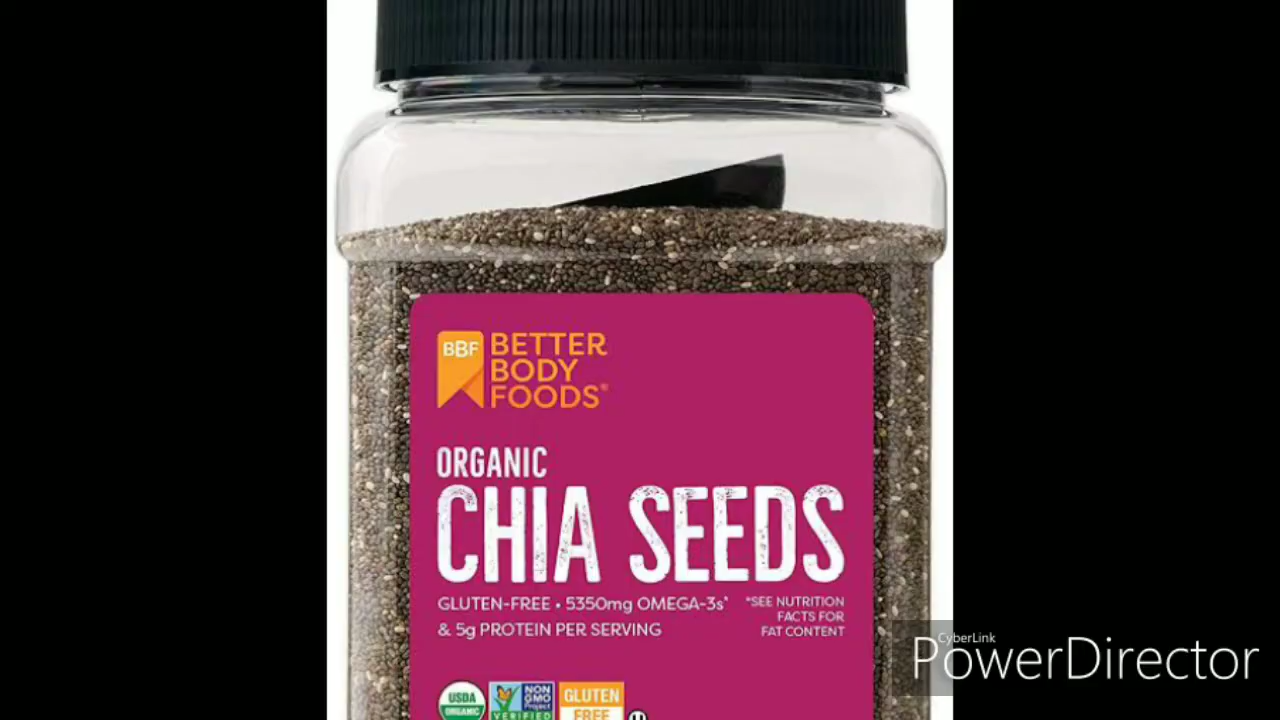 BBF
BETTER
BODY
FOODS®
ORGANIC
CHIA SEEDS
GLUTEN-FREE • 5350mg OMEGA-3s*
& 5g PROTEIN PER SERVING
*SEE NUTRITION
FACTS FOR
FAT CONTENT
USDA
ORGANIC
NON
GMO
Project
VERIFIED
GLUTEN
FREE
CyberLink
PowerDirector